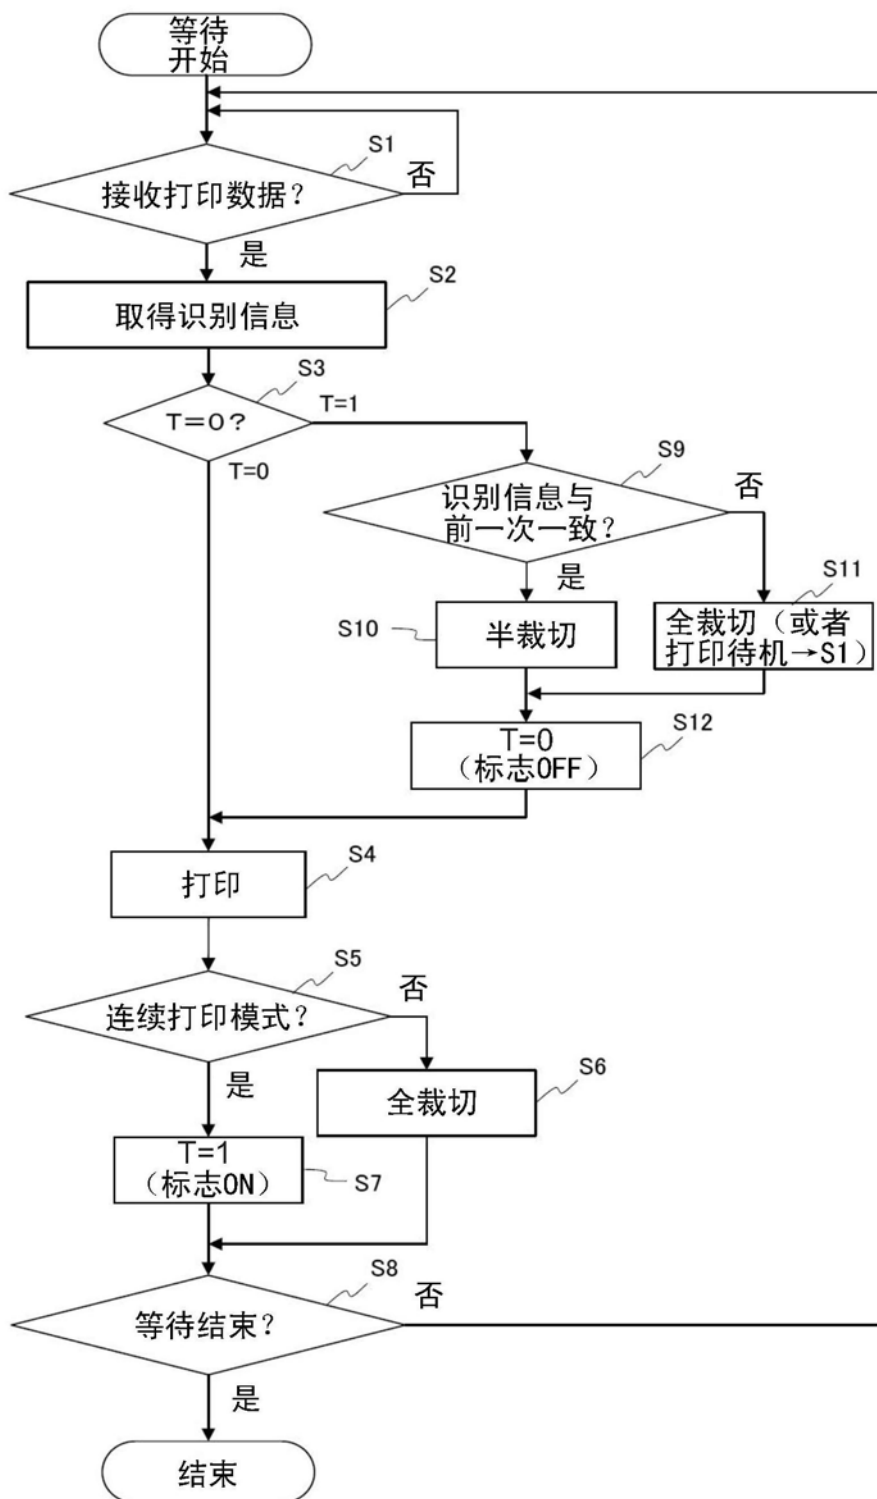 等待
开始
S1
接收打印数据？
否
是
S2
取得识别信息
S3
T=0？
T=1
T=0
S9
识别信息与
前一次一致？
否
是
S10
半裁切
S11
全裁切（或者
打印待机→S1）
S12
T=0
（标志OFF）
S4
打印
S5
连续打印模式？
否
是
S6
全裁切
T=1
（标志ON）
S7
S8
等待结束？
否
是
结束